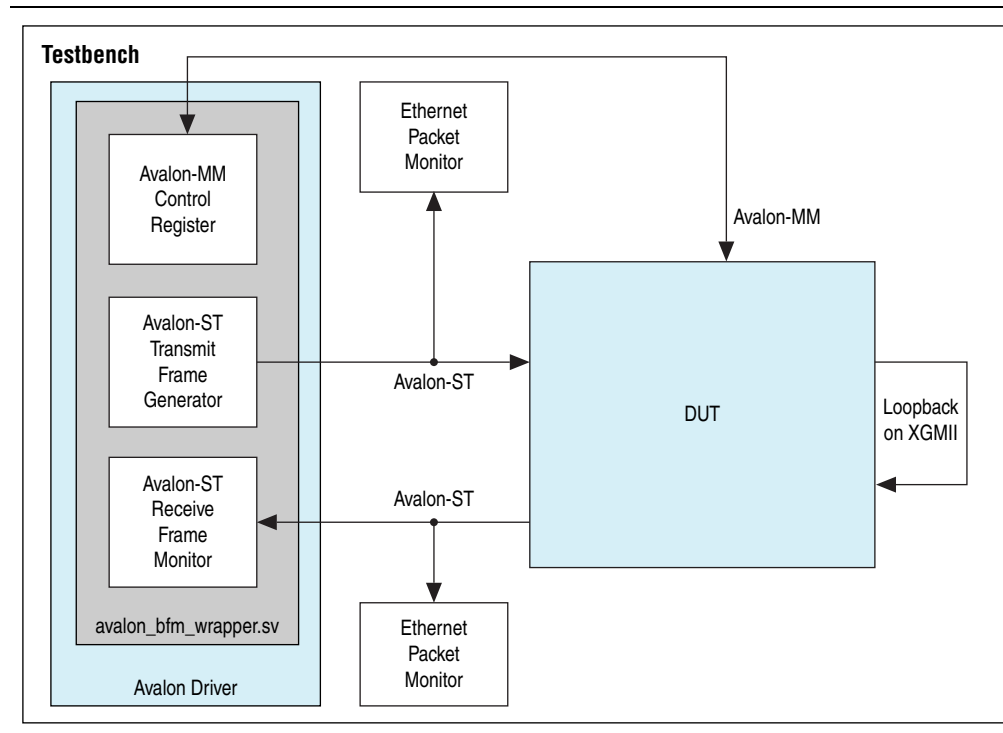 Testbench
Avalon-MM
Control
Register
Avalon-ST
Transmit
Frame
Generator
Avalon-ST
Receive
Frame
Monitor
avalon_bfm_wrapper.sv
Avalon Driver
Ethernet
Packet
Monitor
Avalon-ST
Avalon-ST
Ethernet
Packet
Monitor
Avalon-MM
DUT
Loopback
on XGMII